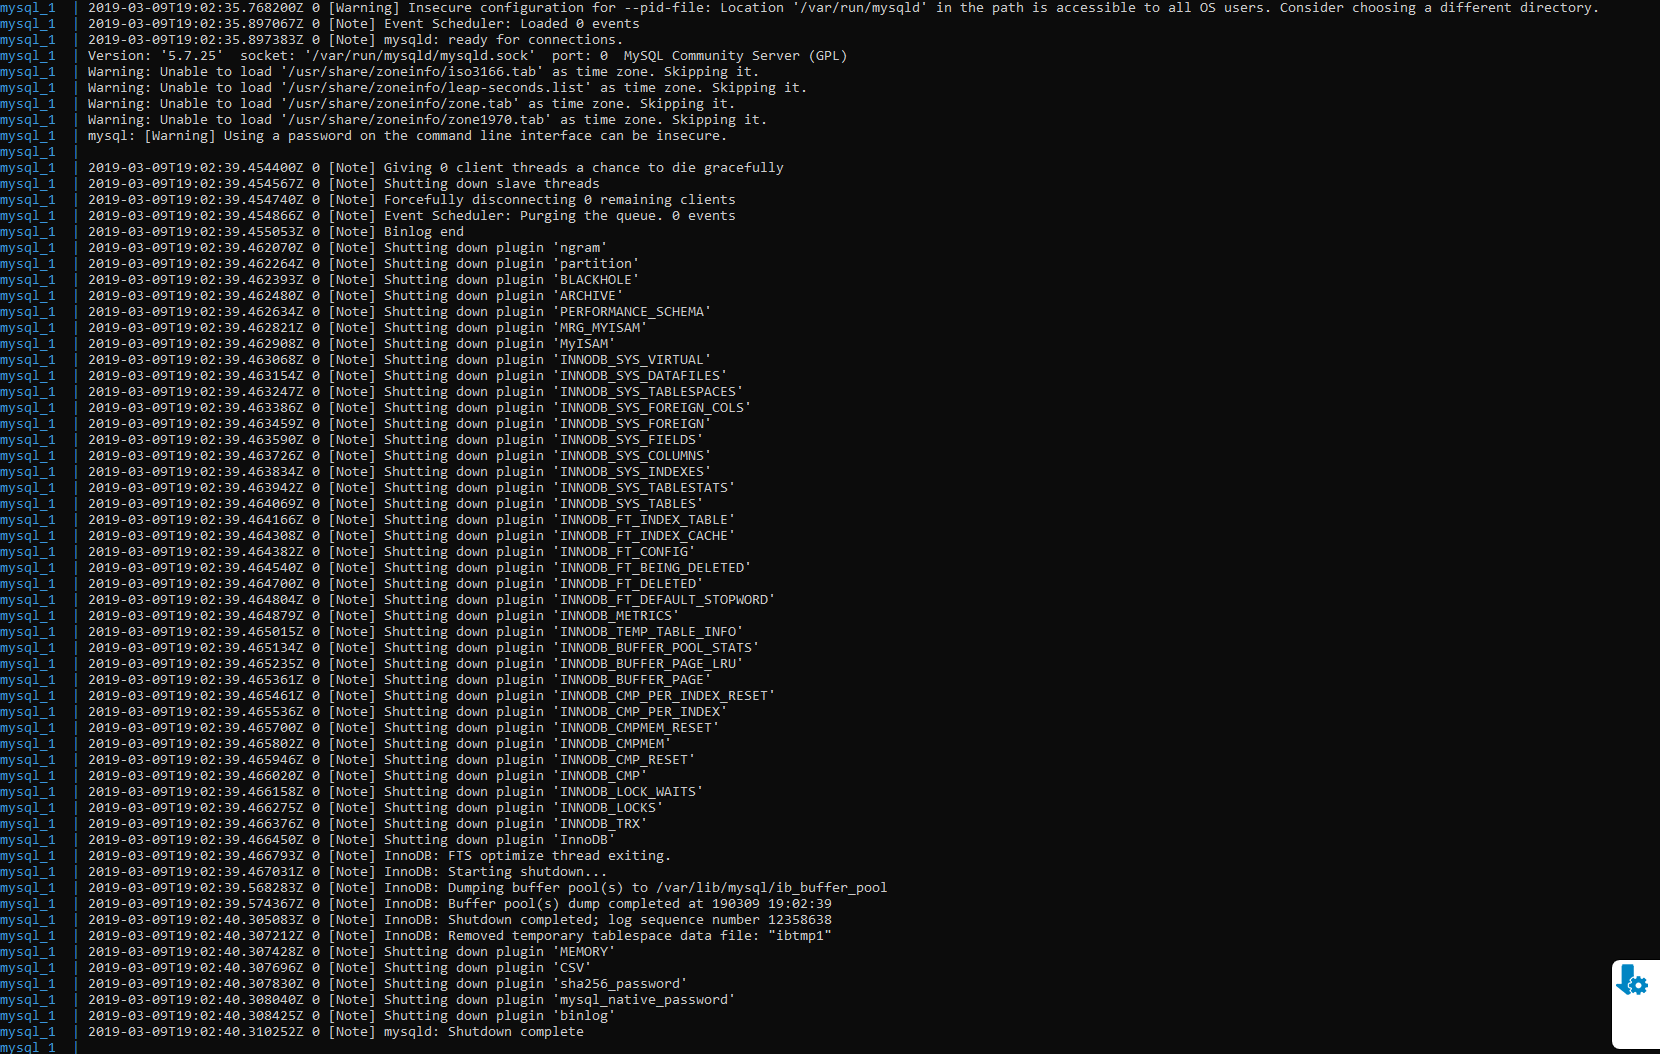 mysql_1  | 2019-03-09T19:02:35.768200Z 0 [Warning] Insecure configuration for --pid-file: Location '/var/run/mysqld' in the path is accessible to all OS users. Consider choosing a different directory.
mysql_1  | 2019-03-09T19:02:35.897067Z 0 [Note] Event Scheduler: Loaded 0 events
mysql_1  | 2019-03-09T19:02:35.897383Z 0 [Note] mysqld: ready for connections.
mysql_1  | Version: '5.7.25'  socket: '/var/run/mysqld/mysqld.sock'  port: 0  MySQL Community Server (GPL)
mysql_1  | Warning: Unable to load '/usr/share/zoneinfo/iso3166.tab' as time zone. Skipping it.
mysql_1  | Warning: Unable to load '/usr/share/zoneinfo/leap-seconds.list' as time zone. Skipping it.
mysql_1  | Warning: Unable to load '/usr/share/zoneinfo/zone.tab' as time zone. Skipping it.
mysql_1  | Warning: Unable to load '/usr/share/zoneinfo/zone1970.tab' as time zone. Skipping it.
mysql_1  | mysql: [Warning] Using a password on the command line interface can be insecure.
mysql_1  |
mysql_1  | 2019-03-09T19:02:39.454400Z 0 [Note] Giving 0 client threads a chance to die gracefully
mysql_1  | 2019-03-09T19:02:39.454567Z 0 [Note] Shutting down slave threads
mysql_1  | 2019-03-09T19:02:39.454740Z 0 [Note] Forcefully disconnecting 0 remaining clients
mysql_1  | 2019-03-09T19:02:39.454866Z 0 [Note] Event Scheduler: Purging the queue. 0 events
mysql_1  | 2019-03-09T19:02:39.455053Z 0 [Note] Binlog end
mysql_1  | 2019-03-09T19:02:39.462070Z 0 [Note] Shutting down plugin 'ngram'
mysql_1  | 2019-03-09T19:02:39.462264Z 0 [Note] Shutting down plugin 'partition'
mysql_1  | 2019-03-09T19:02:39.462393Z 0 [Note] Shutting down plugin 'BLACKHOLE'
mysql_1  | 2019-03-09T19:02:39.462480Z 0 [Note] Shutting down plugin 'ARCHIVE'
mysql_1  | 2019-03-09T19:02:39.462634Z 0 [Note] Shutting down plugin 'PERFORMANCE_SCHEMA'
mysql_1  | 2019-03-09T19:02:39.462821Z 0 [Note] Shutting down plugin 'MRG_MYISAM'
mysql_1  | 2019-03-09T19:02:39.462908Z 0 [Note] Shutting down plugin 'MyISAM'
mysql_1  | 2019-03-09T19:02:39.463068Z 0 [Note] Shutting down plugin 'INNODB_SYS_VIRTUAL'
mysql_1  | 2019-03-09T19:02:39.463154Z 0 [Note] Shutting down plugin 'INNODB_SYS_DATAFILES'
mysql_1  | 2019-03-09T19:02:39.463247Z 0 [Note] Shutting down plugin 'INNODB_SYS_TABLESPACES'
mysql_1  | 2019-03-09T19:02:39.463386Z 0 [Note] Shutting down plugin 'INNODB_SYS_FOREIGN_COLS'
mysql_1  | 2019-03-09T19:02:39.463459Z 0 [Note] Shutting down plugin 'INNODB_SYS_FOREIGN'
mysql_1  | 2019-03-09T19:02:39.463590Z 0 [Note] Shutting down plugin 'INNODB_SYS_FIELDS'
mysql_1  | 2019-03-09T19:02:39.463726Z 0 [Note] Shutting down plugin 'INNODB_SYS_COLUMNS'
mysql_1  | 2019-03-09T19:02:39.463834Z 0 [Note] Shutting down plugin 'INNODB_SYS_INDEXES'
mysql_1  | 2019-03-09T19:02:39.463942Z 0 [Note] Shutting down plugin 'INNODB_SYS_TABLESTATS'
mysql_1  | 2019-03-09T19:02:39.464069Z 0 [Note] Shutting down plugin 'INNODB_SYS_TABLES'
mysql_1  | 2019-03-09T19:02:39.464166Z 0 [Note] Shutting down plugin 'INNODB_FT_INDEX_TABLE'
mysql_1  | 2019-03-09T19:02:39.464308Z 0 [Note] Shutting down plugin 'INNODB_FT_INDEX_CACHE'
mysql_1  | 2019-03-09T19:02:39.464382Z 0 [Note] Shutting down plugin 'INNODB_FT_CONFIG'
mysql_1  | 2019-03-09T19:02:39.464540Z 0 [Note] Shutting down plugin 'INNODB_FT_BEING_DELETED'
mysql_1  | 2019-03-09T19:02:39.464700Z 0 [Note] Shutting down plugin 'INNODB_FT_DELETED'
mysql_1  | 2019-03-09T19:02:39.464804Z 0 [Note] Shutting down plugin 'INNODB_FT_DEFAULT_STOPWORD'
mysql_1  | 2019-03-09T19:02:39.464879Z 0 [Note] Shutting down plugin 'INNODB_METRICS'
mysql_1  | 2019-03-09T19:02:39.465015Z 0 [Note] Shutting down plugin 'INNODB_TEMP_TABLE_INFO'
mysql_1  | 2019-03-09T19:02:39.465134Z 0 [Note] Shutting down plugin 'INNODB_BUFFER_POOL_STATS'
mysql_1  | 2019-03-09T19:02:39.465235Z 0 [Note] Shutting down plugin 'INNODB_BUFFER_PAGE_LRU'
mysql_1  | 2019-03-09T19:02:39.465361Z 0 [Note] Shutting down plugin 'INNODB_BUFFER_PAGE'
mysql_1  | 2019-03-09T19:02:39.465461Z 0 [Note] Shutting down plugin 'INNODB_CMP_PER_INDEX_RESET'
mysql_1  | 2019-03-09T19:02:39.465536Z 0 [Note] Shutting down plugin 'INNODB_CMP_PER_INDEX'
mysql_1  | 2019-03-09T19:02:39.465700Z 0 [Note] Shutting down plugin 'INNODB_CMPMEM_RESET'
mysql_1  | 2019-03-09T19:02:39.465802Z 0 [Note] Shutting down plugin 'INNODB_CMPMEM'
mysql_1  | 2019-03-09T19:02:39.465946Z 0 [Note] Shutting down plugin 'INNODB_CMP_RESET'
mysql_1  | 2019-03-09T19:02:39.466020Z 0 [Note] Shutting down plugin 'INNODB_CMP'
mysql_1  | 2019-03-09T19:02:39.466158Z 0 [Note] Shutting down plugin 'INNODB_LOCK_WAITS'
mysql_1  | 2019-03-09T19:02:39.466275Z 0 [Note] Shutting down plugin 'INNODB_LOCKS'
mysql_1  | 2019-03-09T19:02:39.466376Z 0 [Note] Shutting down plugin 'INNODB_TRX'
mysql_1  | 2019-03-09T19:02:39.466450Z 0 [Note] Shutting down plugin 'InnoDB'
mysql_1  | 2019-03-09T19:02:39.466793Z 0 [Note] InnoDB: FTS optimize thread exiting.
mysql_1  | 2019-03-09T19:02:39.467031Z 0 [Note] InnoDB: Starting shutdown...
mysql_1  | 2019-03-09T19:02:39.568283Z 0 [Note] InnoDB: Dumping buffer pool(s) to /var/lib/mysql/ib_buffer_pool
mysql_1  | 2019-03-09T19:02:39.574367Z 0 [Note] InnoDB: Buffer pool(s) dump completed at 190309 19:02:39
mysql_1  | 2019-03-09T19:02:40.305083Z 0 [Note] InnoDB: Shutdown completed; log sequence number 12358638
mysql_1  | 2019-03-09T19:02:40.307212Z 0 [Note] InnoDB: Removed temporary tablespace data file: "ibtmp1"
mysql_1  | 2019-03-09T19:02:40.307428Z 0 [Note] Shutting down plugin 'MEMORY'
mysql_1  | 2019-03-09T19:02:40.307696Z 0 [Note] Shutting down plugin 'CSV'
mysql_1  | 2019-03-09T19:02:40.307830Z 0 [Note] Shutting down plugin 'sha256_password'
mysql_1  | 2019-03-09T19:02:40.308040Z 0 [Note] Shutting down plugin 'mysql_native_password'
mysql_1  | 2019-03-09T19:02:40.308425Z 0 [Note] Shutting down plugin 'binlog'
mysql_1  | 2019-03-09T19:02:40.310252Z 0 [Note] mysqld: Shutdown complete
mysql_1  |